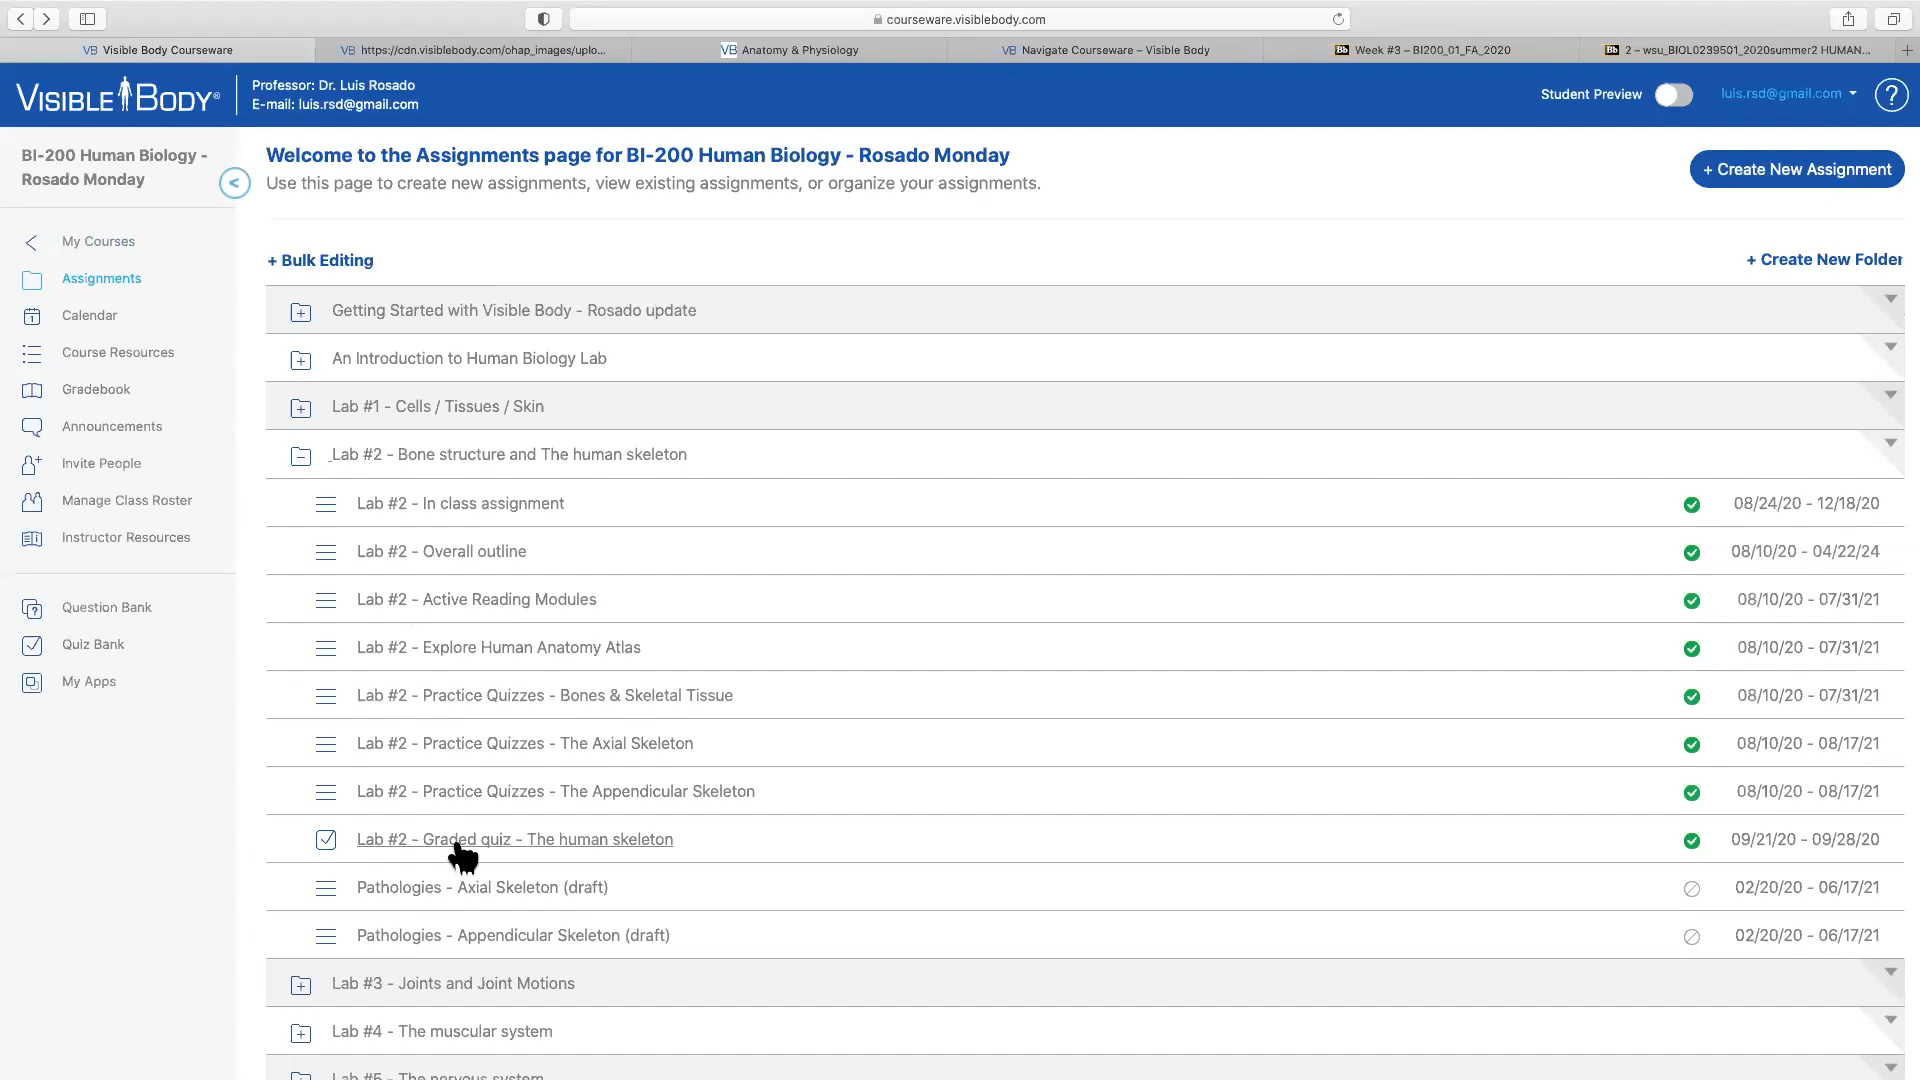 courseware.visiblebody.com
VB Visible Body Courseware
VB https://cdn.visiblebody.com/ohap_images/uplo...
VB Anatomy & Physiology
VB Navigate Courseware – Visible Body
Bb Week #3 – BI200_01_FA_2020
Bb 2 – wsu_BIOL0239501_2020summer2 HUMAN...
VISIBLE BODY®
Professor: Dr. Luis Rosado
E-mail: luis.rsd@gmail.com
Student Preview
luis.rsd@gmail.com
?
BI-200 Human Biology -
Rosado Monday
<
My Courses
Assignments
Calendar
Course Resources
Gradebook
Announcements
Invite People
Manage Class Roster
Instructor Resources
Question Bank
Quiz Bank
My Apps
Welcome to the Assignments page for BI-200 Human Biology - Rosado Monday
Use this page to create new assignments, view existing assignments, or organize your assignments.
+ Create New Assignment
+ Bulk Editing
+ Create New Folder
Getting Started with Visible Body - Rosado update
An Introduction to Human Biology Lab
Lab #1 - Cells / Tissues / Skin
Lab #2 - Bone structure and The human skeleton
Lab #2 - In class assignment 08/24/20 - 12/18/20
Lab #2 - Overall outline 08/10/20 - 04/22/24
Lab #2 - Active Reading Modules 08/10/20 - 07/31/21
Lab #2 - Explore Human Anatomy Atlas 08/10/20 - 07/31/21
Lab #2 - Practice Quizzes - Bones & Skeletal Tissue 08/10/20 - 07/31/21
Lab #2 - Practice Quizzes - The Axial Skeleton 08/10/20 - 08/17/21
Lab #2 - Practice Quizzes - The Appendicular Skeleton 08/10/20 - 08/17/21
Lab #2 - Graded quiz - The human skeleton 09/21/20 - 09/28/20
Pathologies - Axial Skeleton (draft) 02/20/20 - 06/17/21
Pathologies - Appendicular Skeleton (draft) 02/20/20 - 06/17/21
Lab #3 - Joints and Joint Motions
Lab #4 - The muscular system
Lab #5 - The nervous system